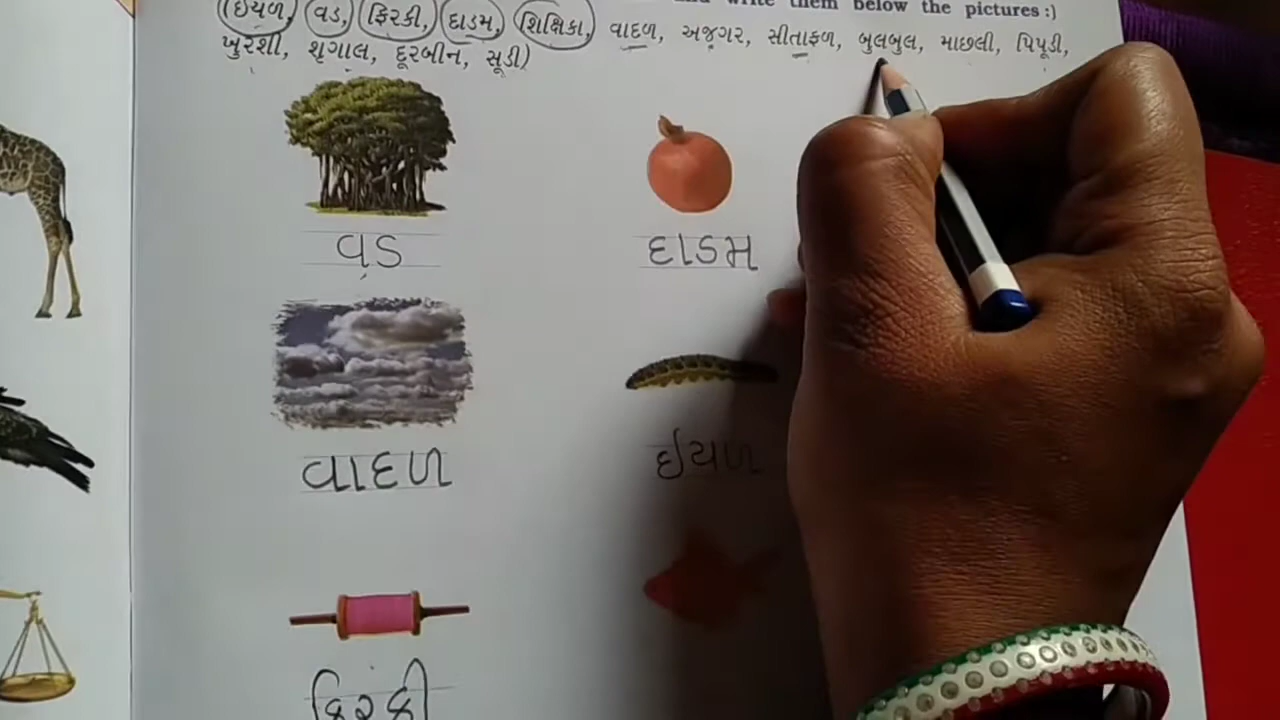 and write them below the pictures:)
(ઇયળ, વડ, ફિરકી, દાડમ, શિક્ષિકા, વાદળ, અજગર, સીતાફળ, બુલબુલ, માછલી, પિપૂડી,
ખુરશી, શૃગાલ, દૂરબીન, સૂડી)
વડ
દાડમ
વાદળ
ઇયળ
ફિરકી